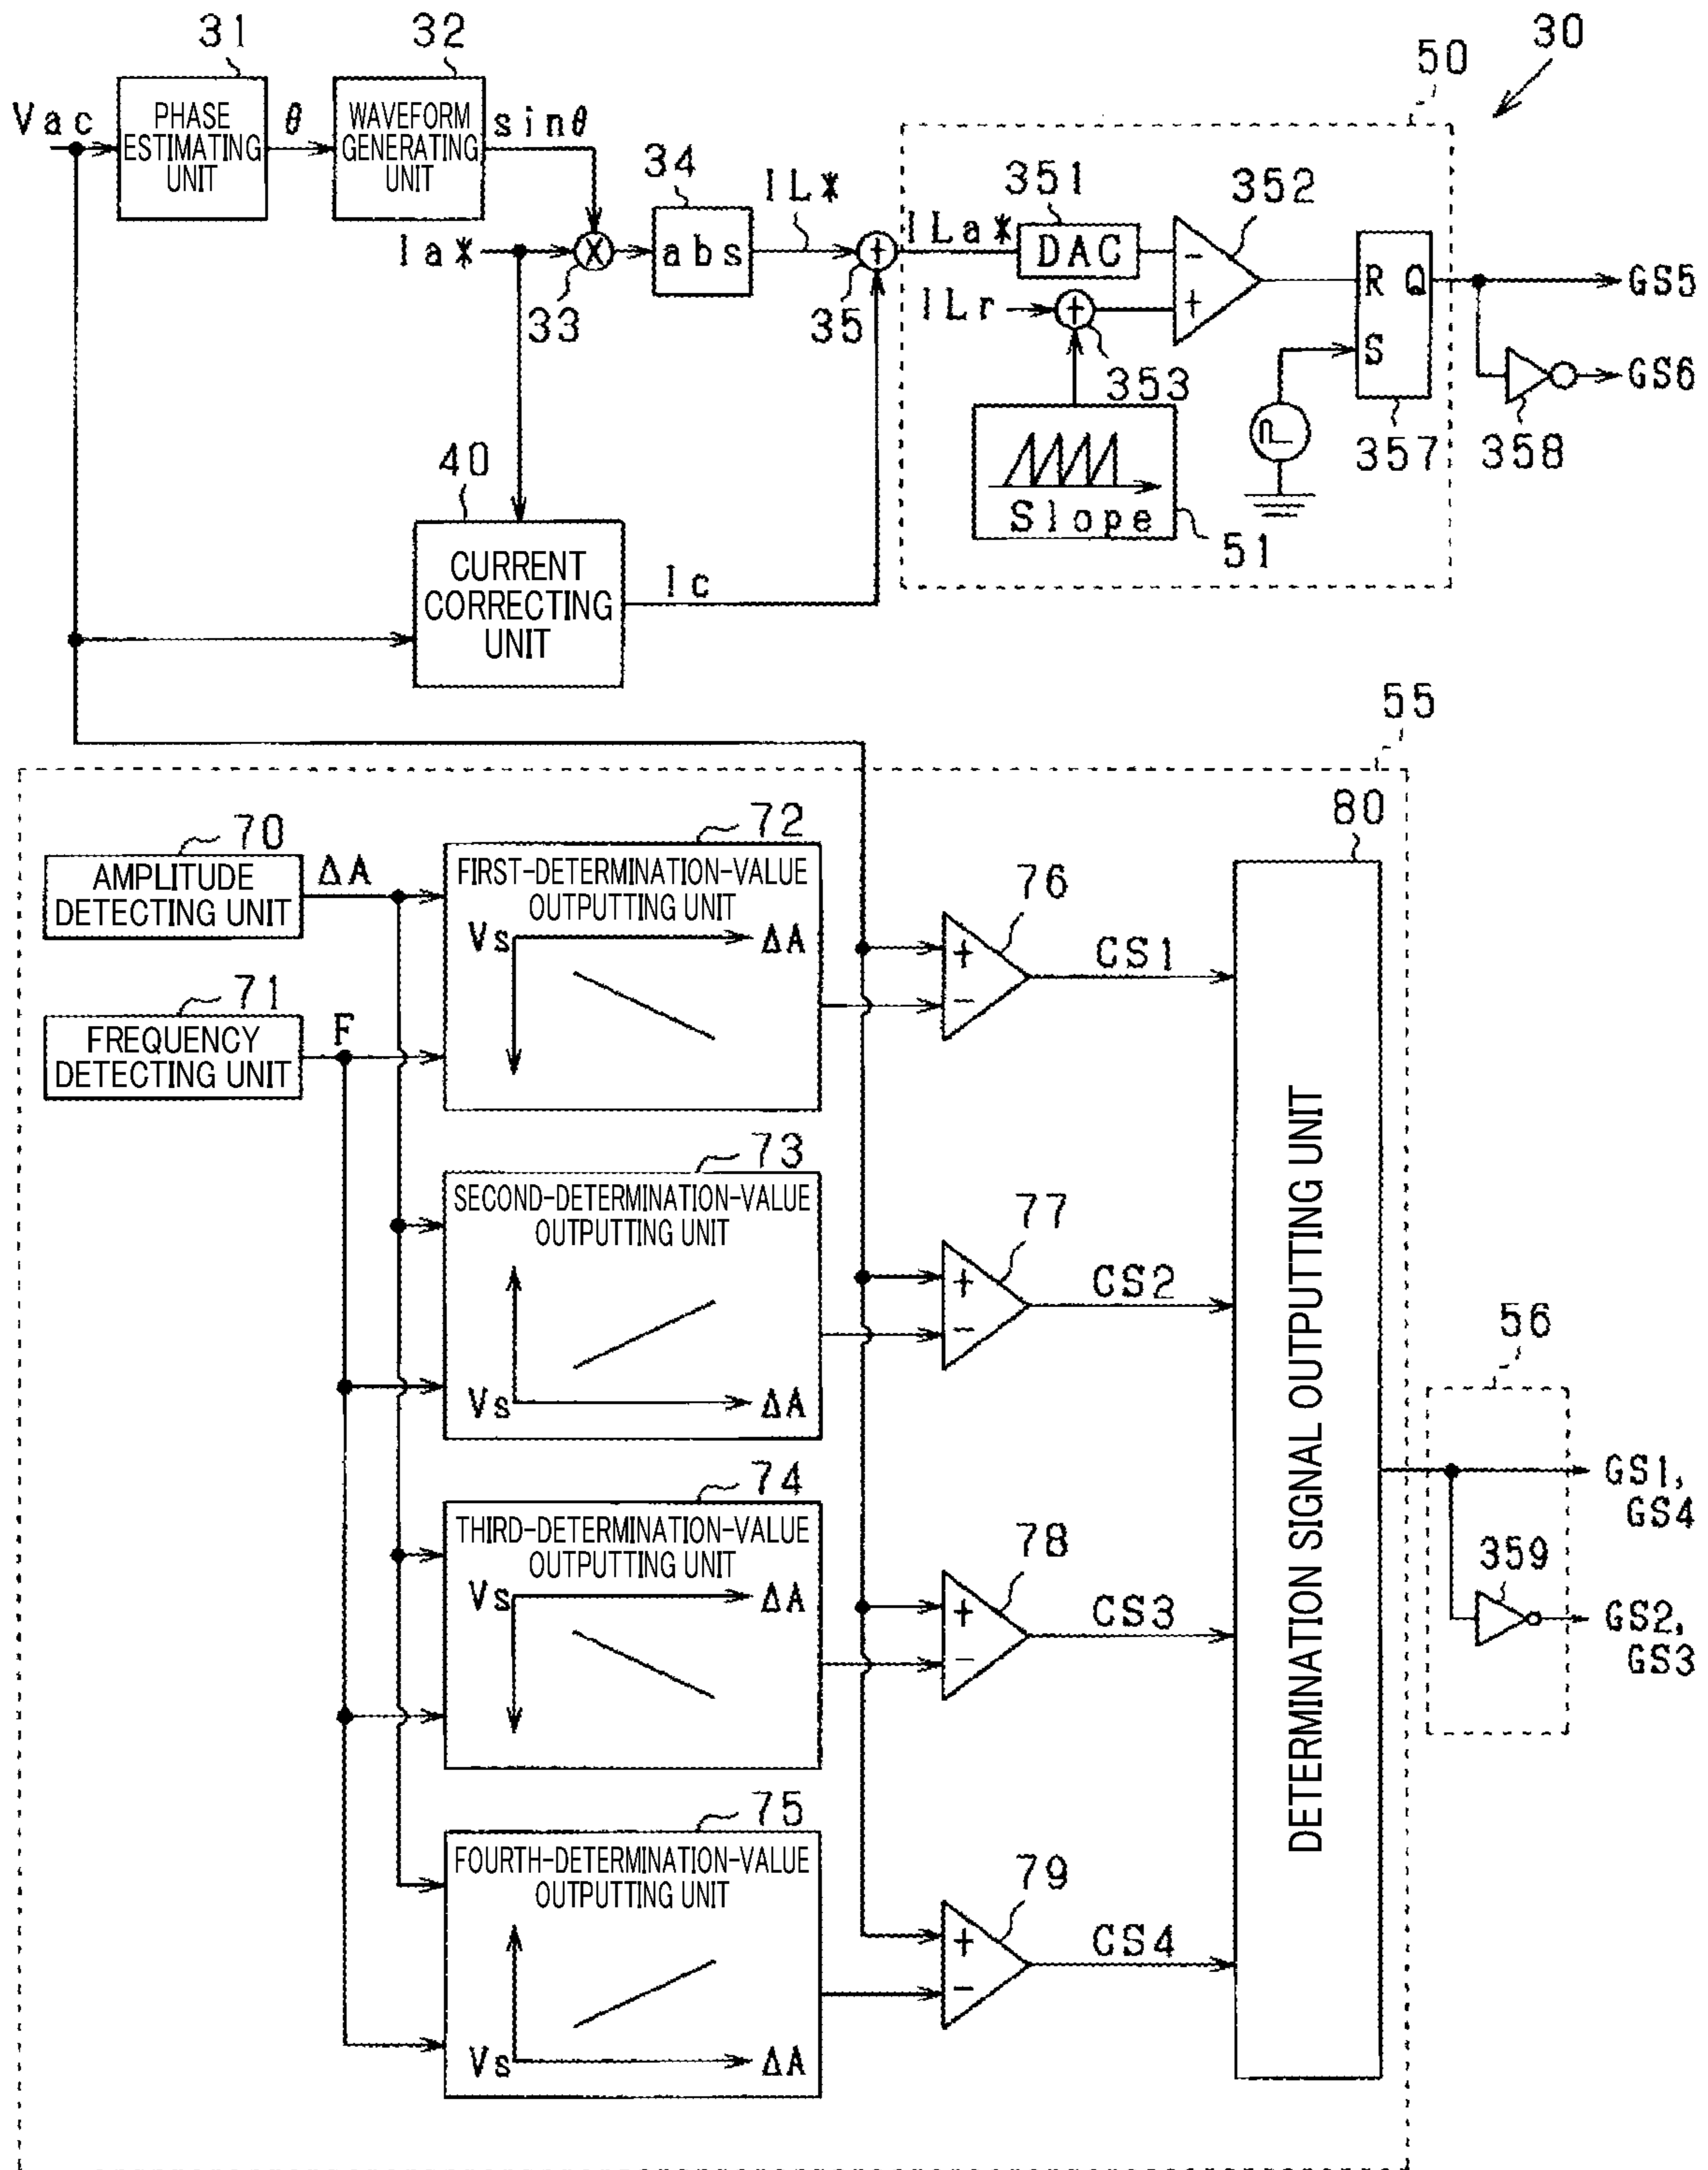 31
32
50
30
Vac
PHASE
ESTIMATING
UNIT
θ
WAVEFORM
GENERATING
UNIT
sinθ
34
IL*
351
352
Ia*
X
33
abs
+
35
ILa*
DAC
−
+
ILr
+
353
R Q
S
GS5
GS6
357
358
Slope
51
40
CURRENT
CORRECTING
UNIT
Ic
55
80
70
AMPLITUDE
DETECTING UNIT
ΔA
71
FREQUENCY
DETECTING UNIT
F
72
FIRST-DETERMINATION-VALUE
OUTPUTTING UNIT
Vs
ΔA
76
+
−
CS1
73
SECOND-DETERMINATION-VALUE
OUTPUTTING UNIT
Vs
ΔA
77
+
−
CS2
74
THIRD-DETERMINATION-VALUE
OUTPUTTING UNIT
Vs
ΔA
78
+
−
CS3
75
FOURTH-DETERMINATION-VALUE
OUTPUTTING UNIT
Vs
ΔA
79
+
−
CS4
DETERMINATION SIGNAL OUTPUTTING UNIT
56
GS1,
GS4
359
GS2,
GS3